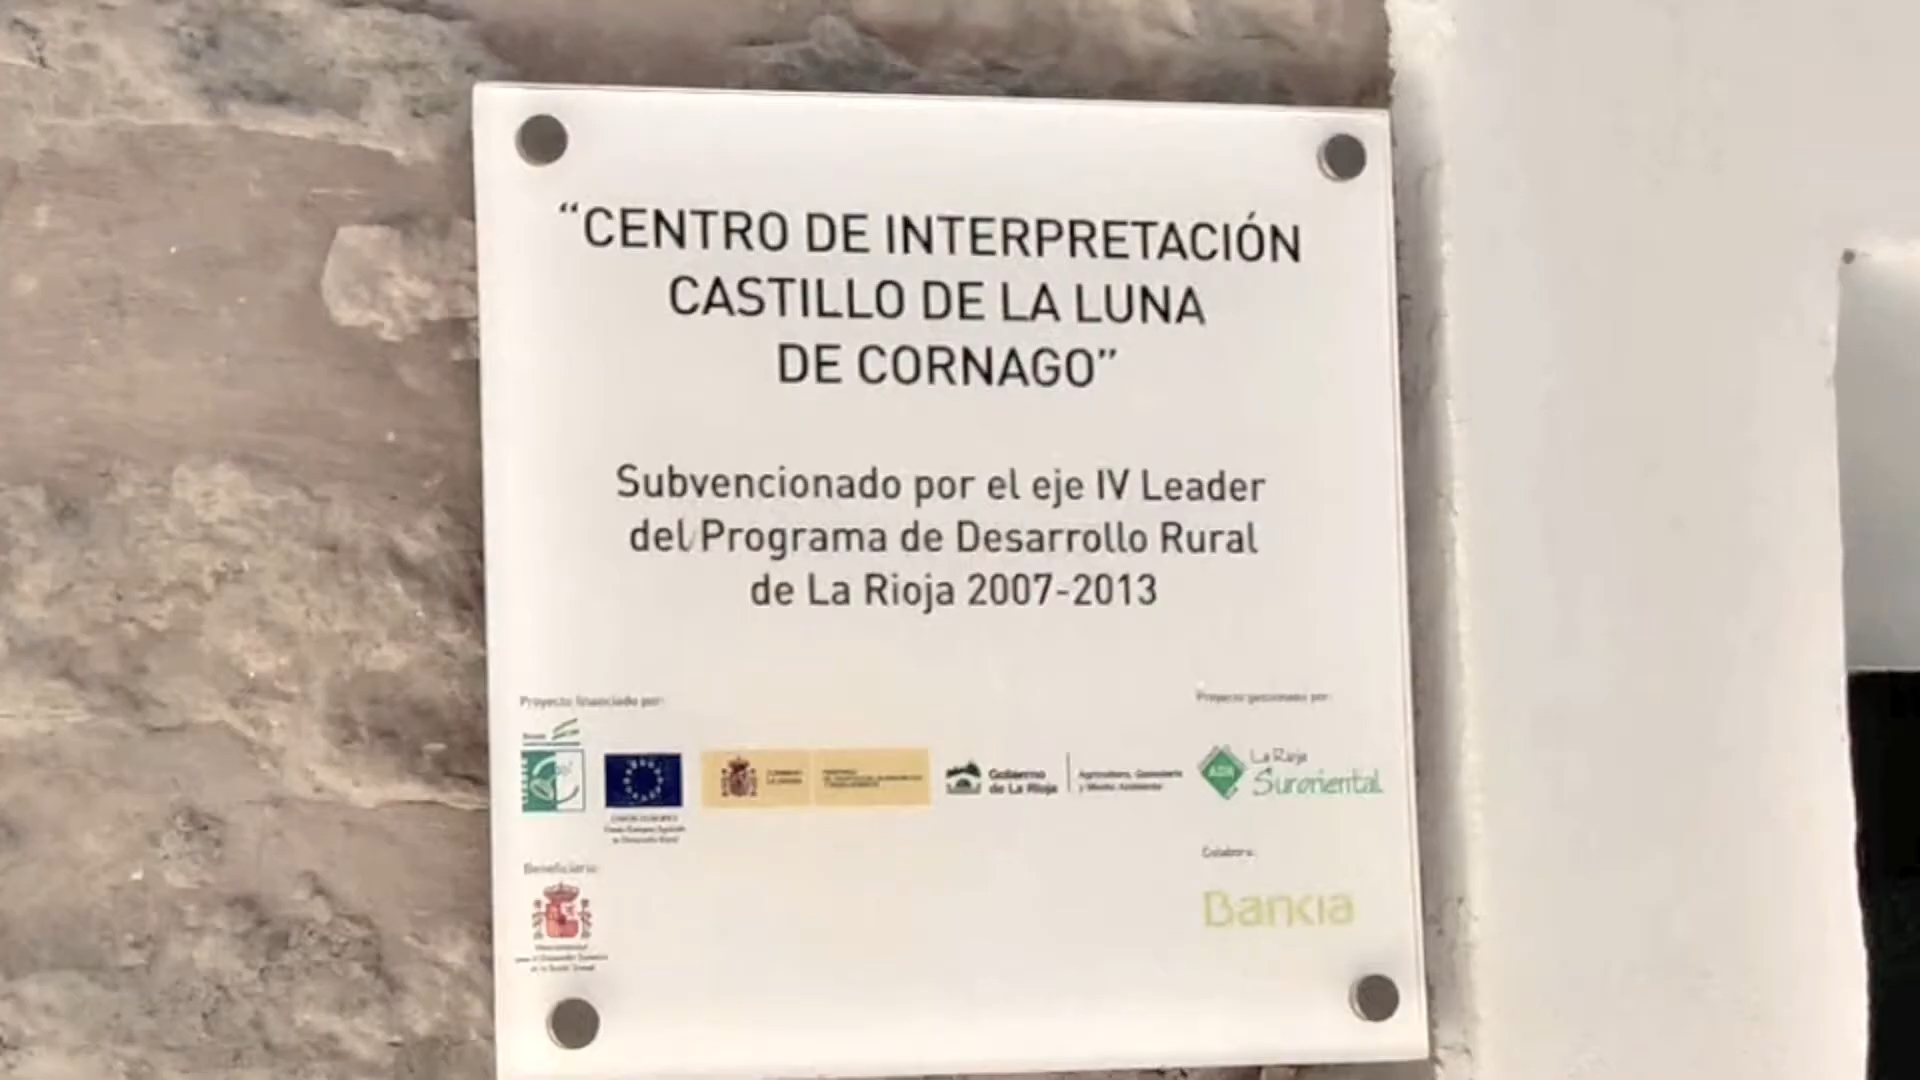 “CENTRO DE INTERPRETACIÓN
CASTILLO DE LA LUNA
DE CORNAGO”
Subvencionado por el eje IV Leader
del Programa de Desarrollo Rural
de La Rioja 2007-2013
Proyecto financiado por:
Proyecto gestionado por:
Gobierno
de La Rioja
Agricultura, Ganadería
y Medio Ambiente
ADR
La Rioja
Suroriental
Beneficiario:
Colabora:
Bankia